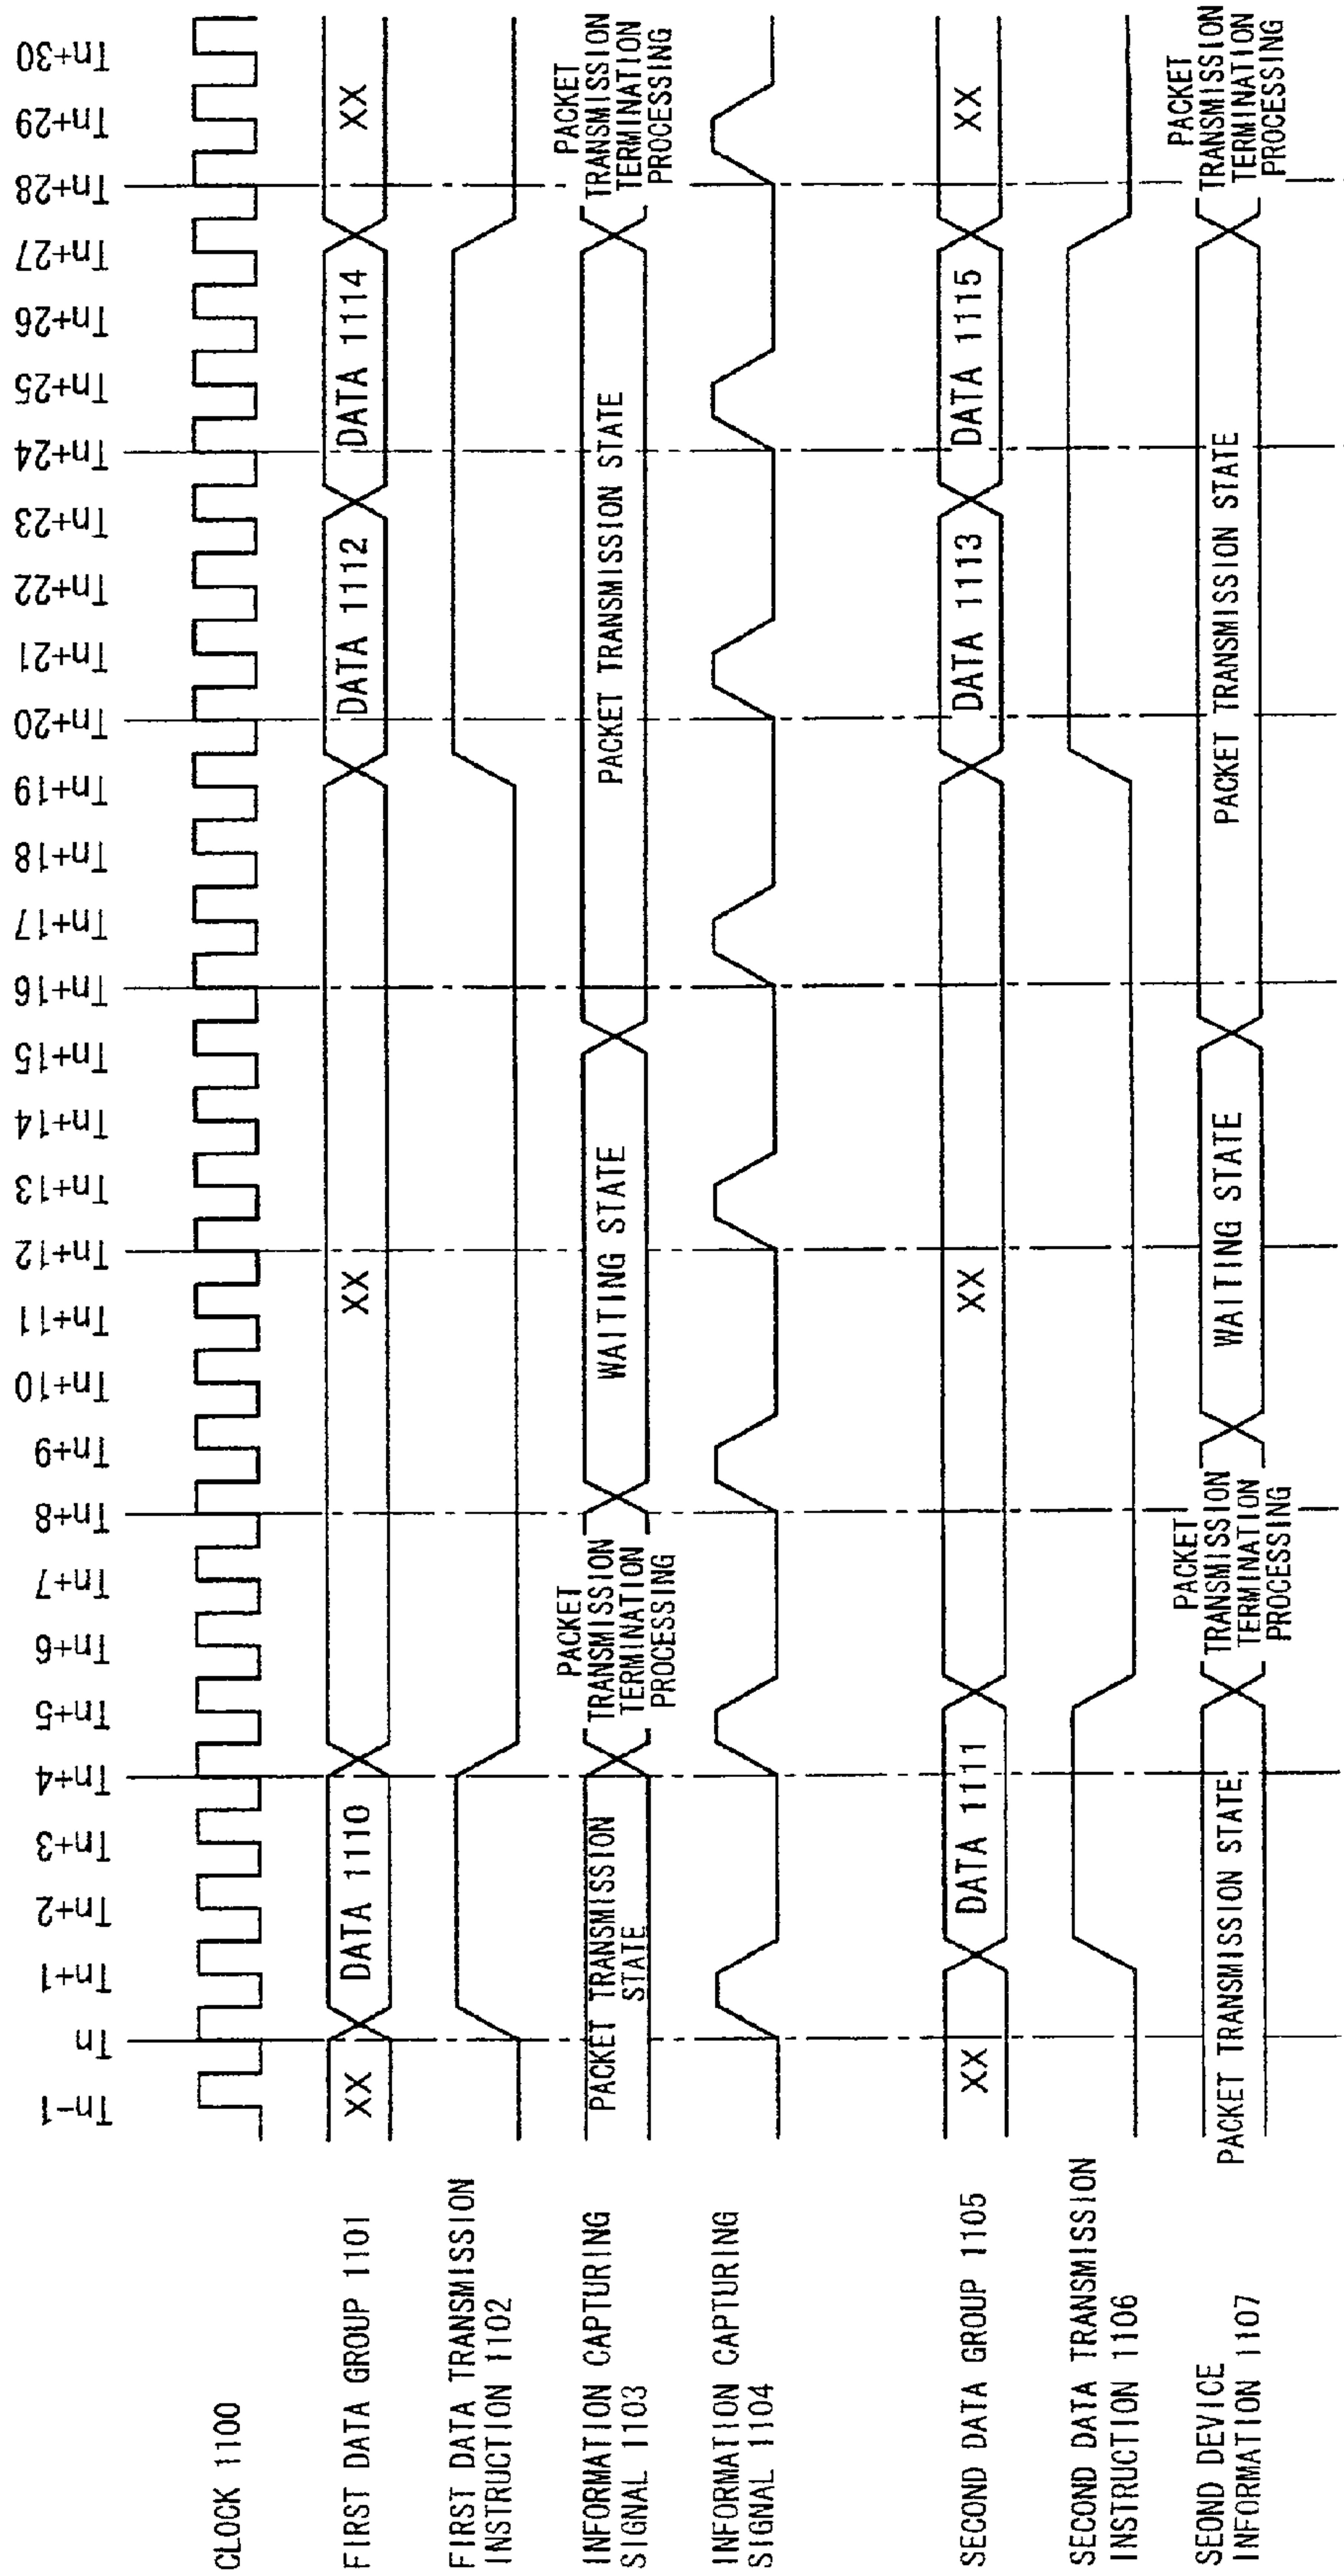 Tn-1 Tn Tn+1 Tn+2 Tn+3 Tn+4 Tn+5 Tn+6 Tn+7 Tn+8 Tn+9 Tn+10 Tn+11 Tn+12 Tn+13 Tn+14 Tn+15 Tn+16 Tn+17 Tn+18 Tn+19 Tn+20 Tn+21 Tn+22 Tn+23 Tn+24 Tn+25 Tn+26 Tn+27 Tn+28 Tn+29 Tn+30
CLOCK 1100
FIRST DATA GROUP 1101
XX
DATA 1110
XX
DATA 1112
DATA 1114
XX
FIRST DATA TRANSMISSION
INSTRUCTION 1102
INFORMATION CAPTURING
SIGNAL 1103
PACKET TRANSMISSION
STATE
PACKET
TRANSMISSION
TERMINATION
PROCESSING
WAITING STATE
PACKET TRANSMISSION STATE
PACKET
TRANSMISSION
TERMINATION
PROCESSING
INFORMATION CAPTURING
SIGNAL 1104
SECOND DATA GROUP 1105
XX
DATA 1111
XX
DATA 1113
DATA 1115
XX
SECOND DATA TRANSMISSION
INSTRUCTION 1106
SEOND DEVICE
INFORMATION 1107
PACKET TRANSMISSION STATE
PACKET
TRANSMISSION
TERMINATION
PROCESSING
WAITING STATE
PACKET TRANSMISSION STATE
PACKET
TRANSMISSION
TERMINATION
PROCESSING